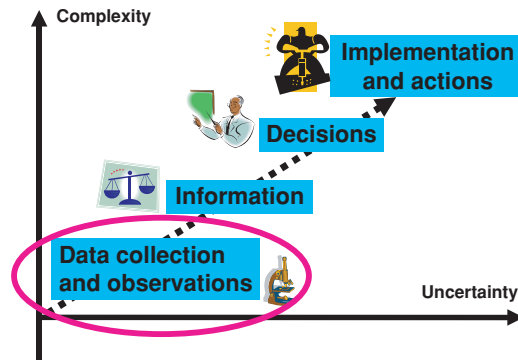 Complexity
Implementation
and actions
Decisions
Information
Data collection
and observations
Uncertainty